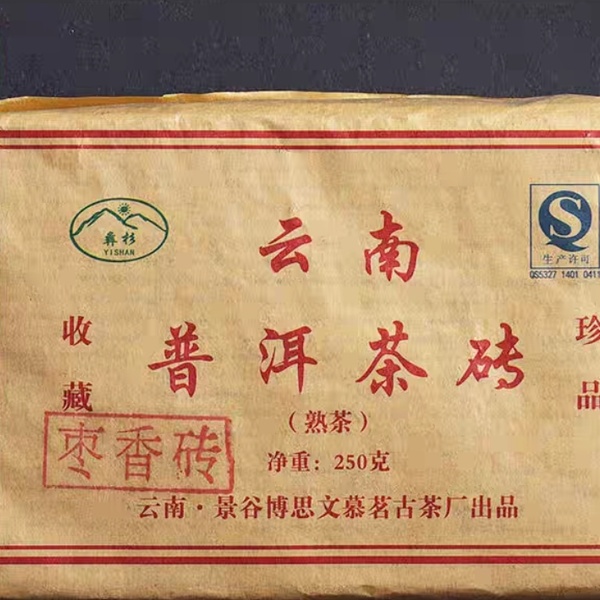 彝杉
YISHAN
云南
生产许可
QS5327 1401 0411
收藏
普洱茶砖
珍品
枣香砖
（熟茶）
净重：250克
云南·景谷博思文慕茗古茶厂出品